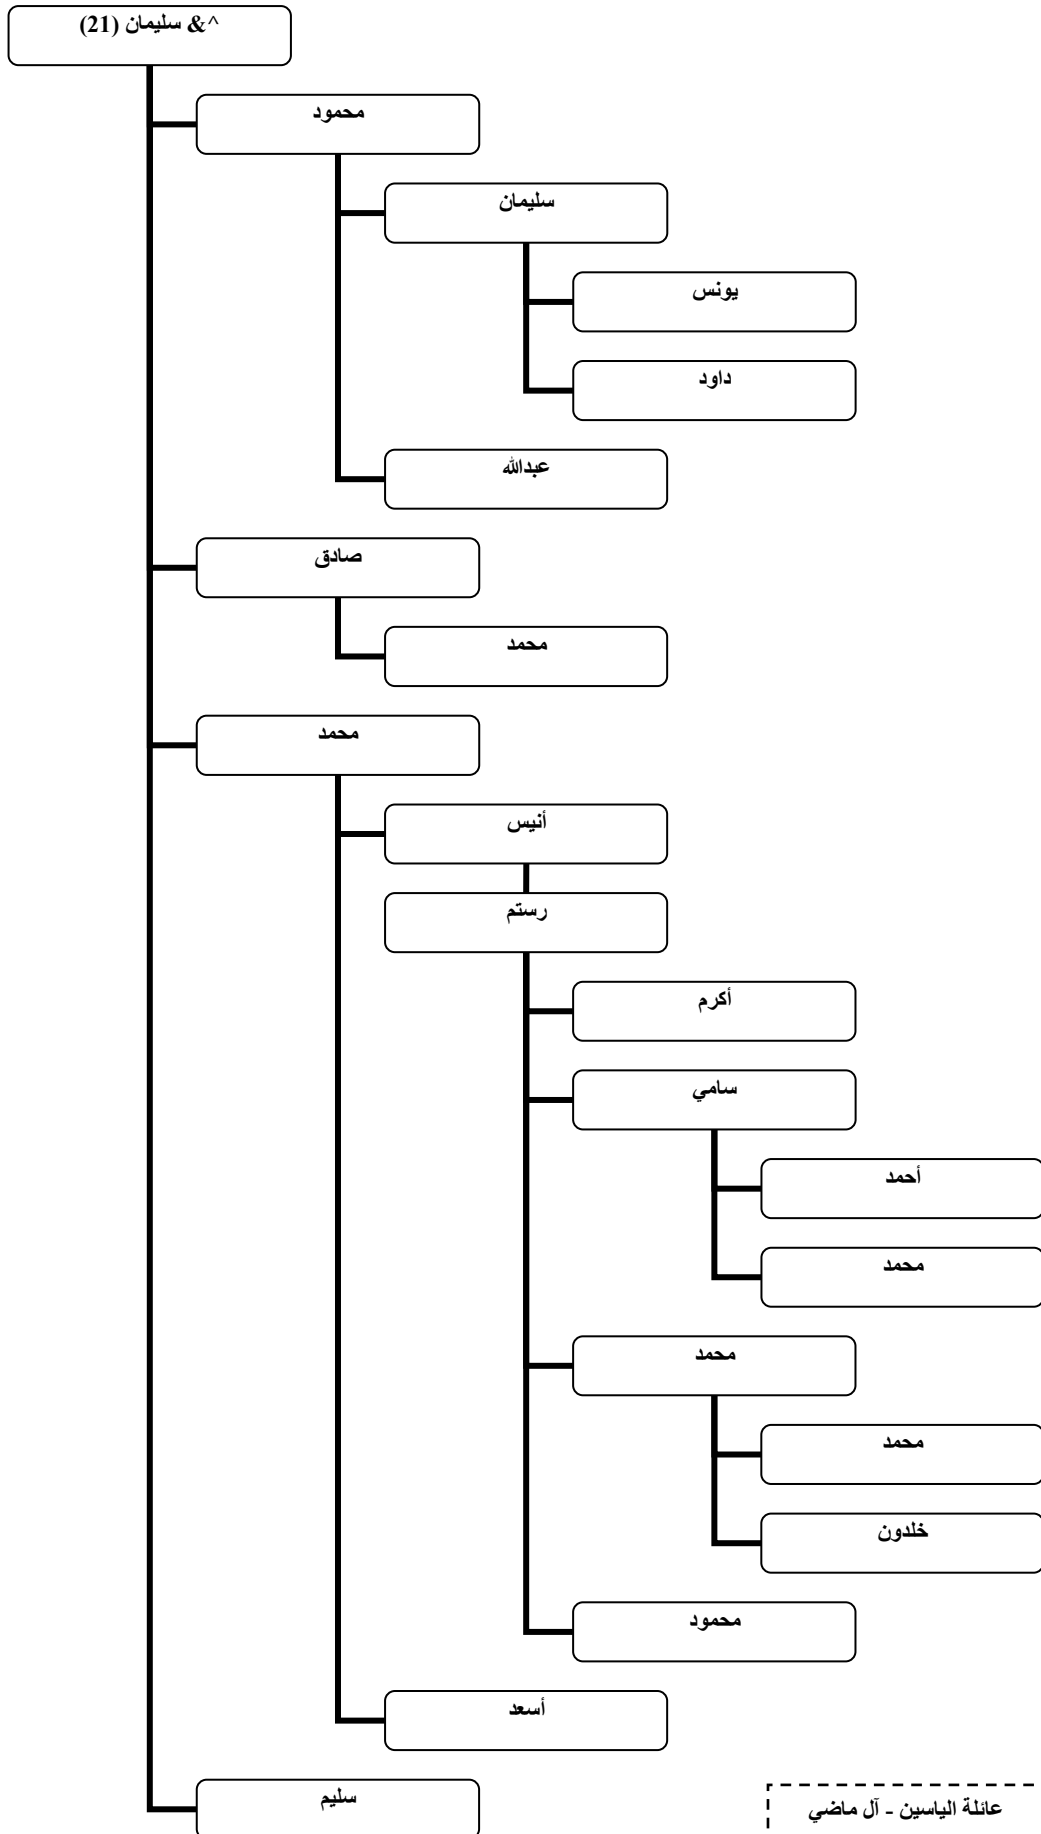 ^& سليمان (21)
محمود
سليمان
يونس
داود
عبدالله
صادق
محمد
محمد
أنيس
رستم
أكرم
سامي
أحمد
محمد
محمد
محمد
خلدون
محمود
أسعد
سليم
عائلة الياسين - آل ماضي